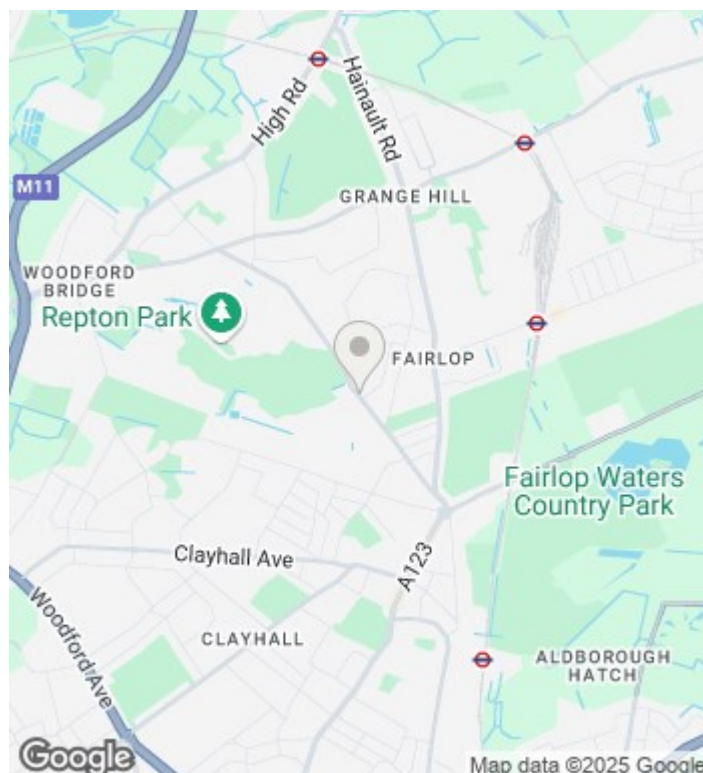 High Rd
Hainault Rd
M11
GRANGE HILL
WOODFORD
BRIDGE
Repton Park
FAIRLOP
Fairlop Waters
Country Park
Clayhall Ave
A123
Woodford Ave
CLAYHALL
ALDBOROUGH
HATCH
Google
Map data ©2025 Google